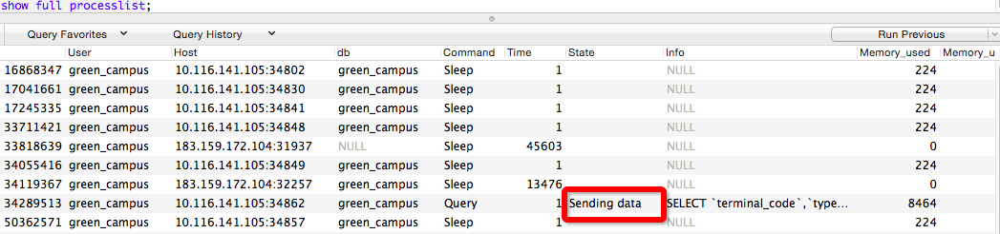 show full processlist;
Query Favorites Query History Run Previous
User Host db Command Time State Info Memory_used Memory_u
16868347 green_campus 10.116.141.105:34802 green_campus Sleep 1 NULL 224
17041661 green_campus 10.116.141.105:34830 green_campus Sleep 1 NULL 224
17245335 green_campus 10.116.141.105:34841 green_campus Sleep 1 NULL 224
33711421 green_campus 10.116.141.105:34848 green_campus Sleep 1 NULL 224
33818639 green_campus 183.159.172.104:31937 NULL Sleep 45603 NULL 0
34055416 green_campus 10.116.141.105:34849 green_campus Sleep 1 NULL 224
34119367 green_campus 183.159.172.104:32257 green_campus Sleep 13476 NULL 0
34289513 green_campus 10.116.141.105:34862 green_campus Query 1 Sending data SELECT `terminal_code`,`type... 8464
50362571 green_campus 10.116.141.105:34857 green_campus Sleep 1 NULL 224